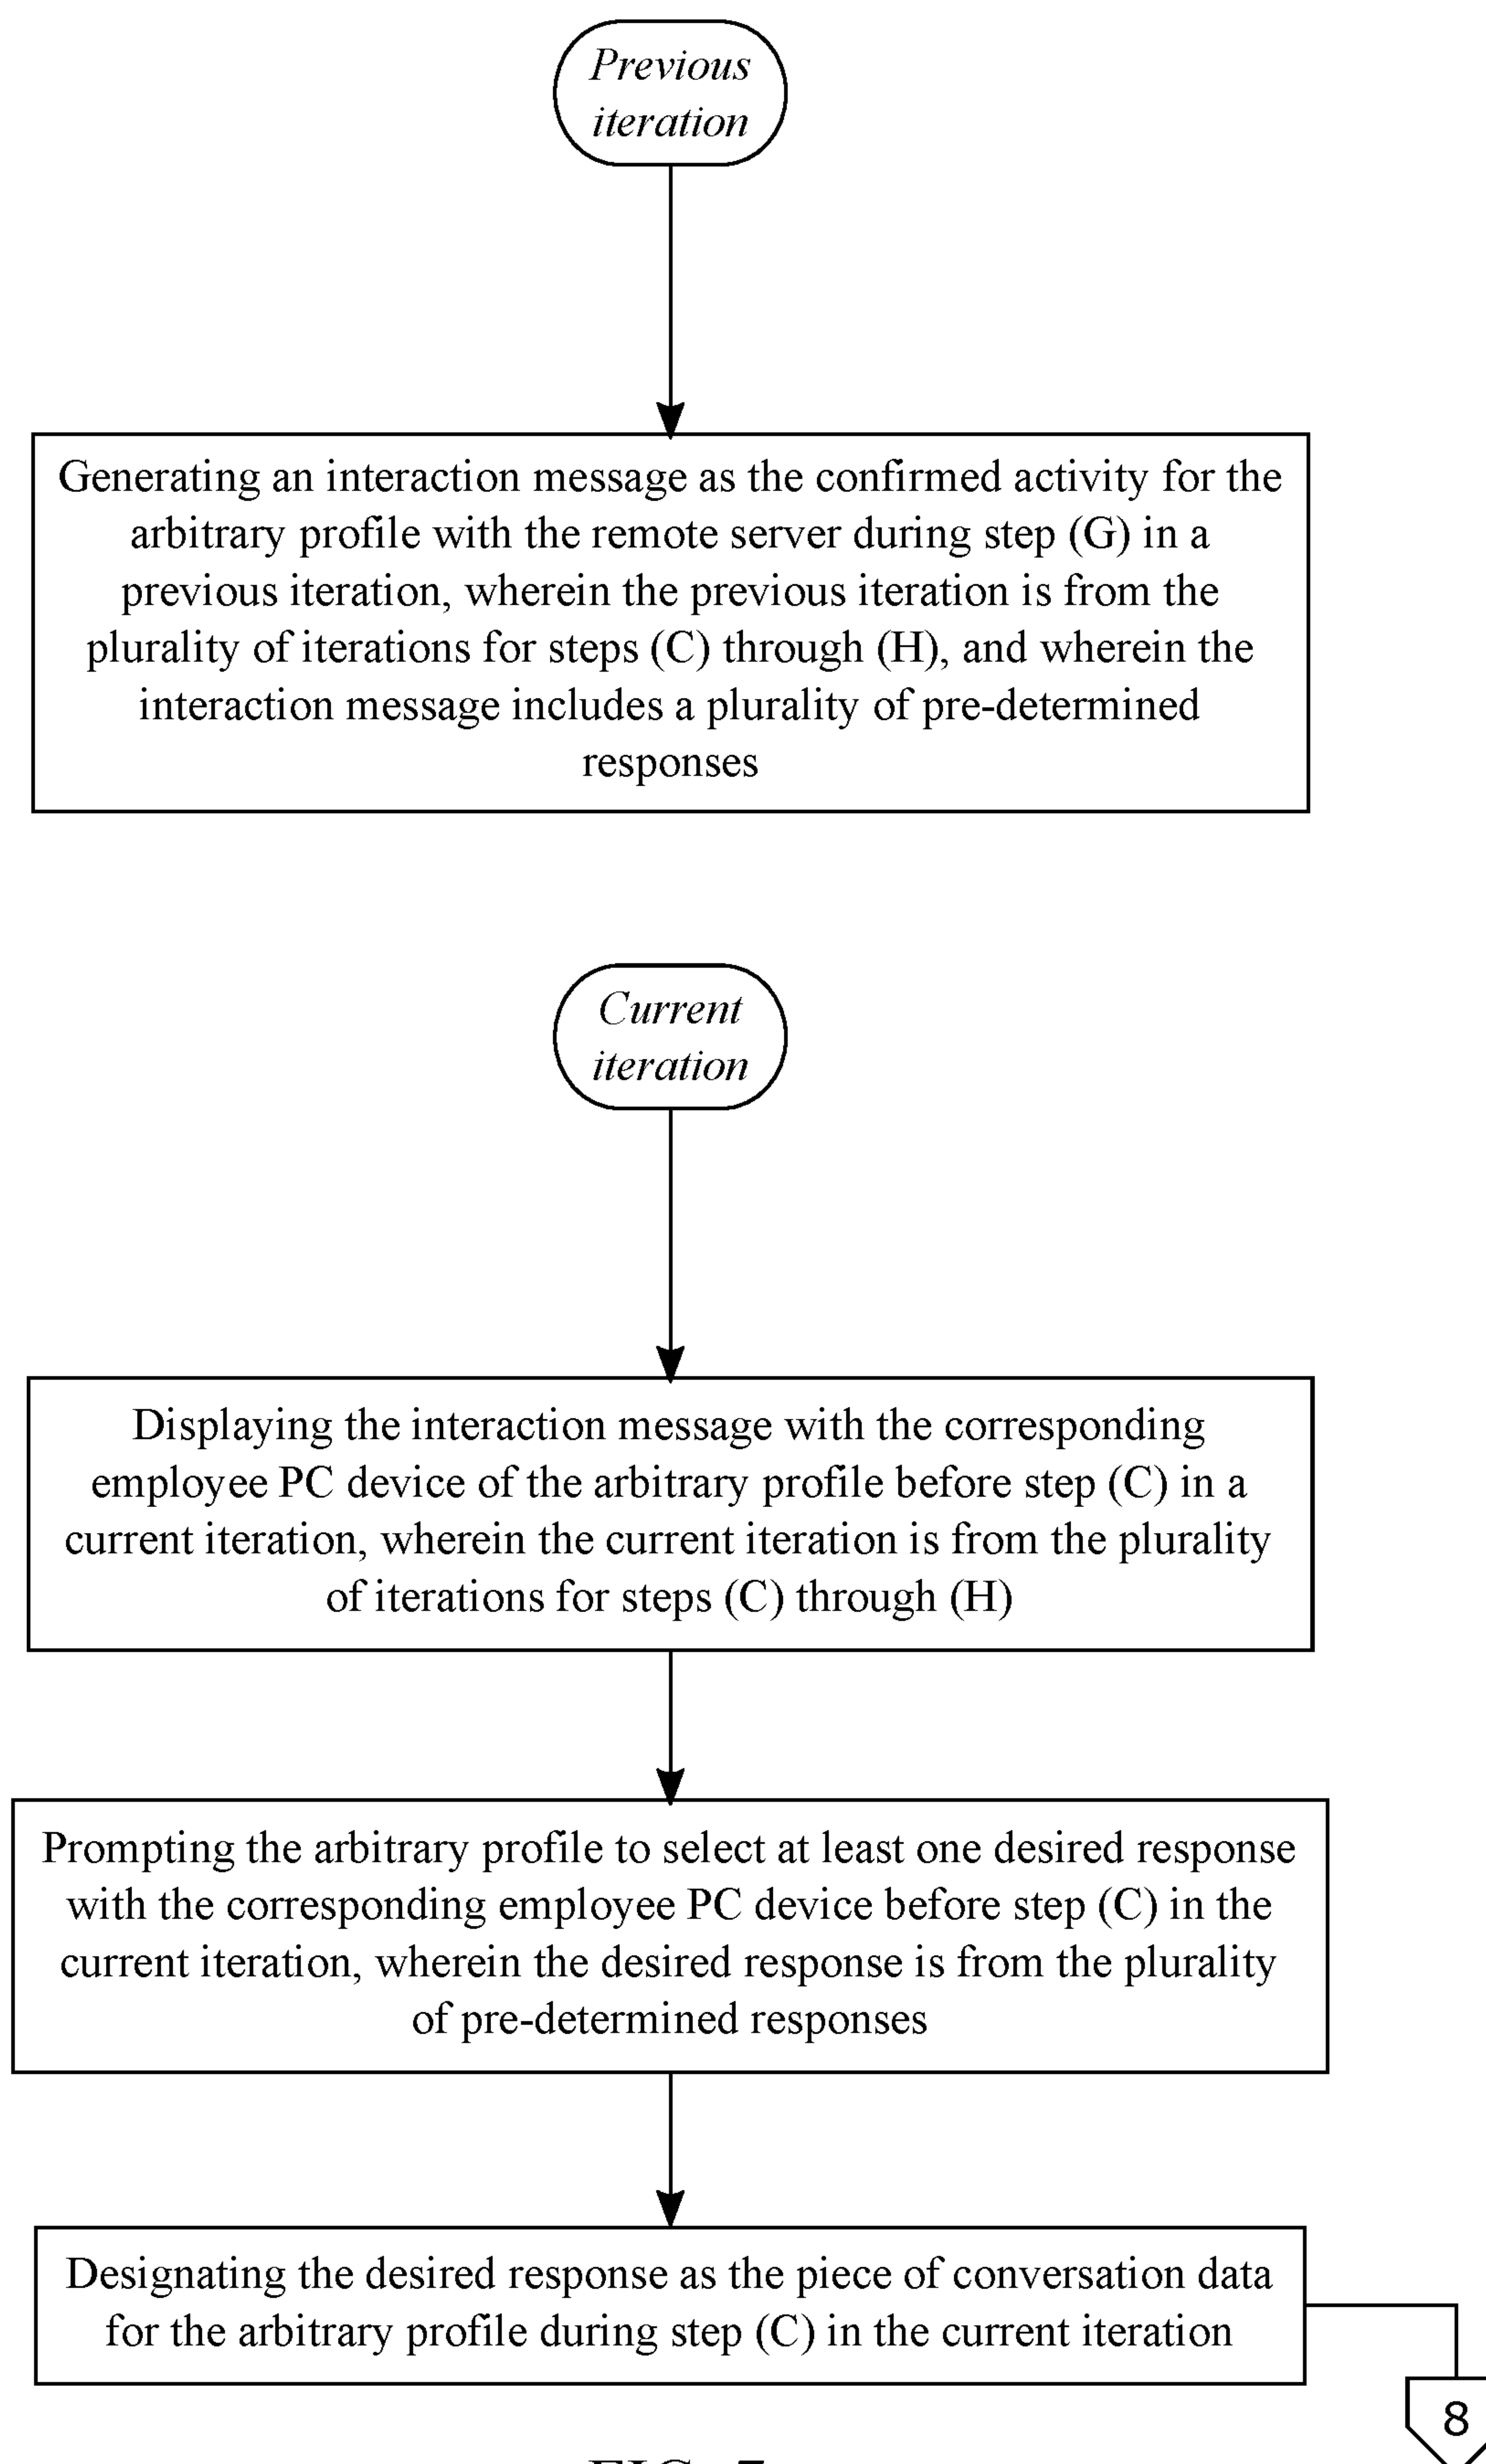 Previous
iteration
Generating an interaction message as the confirmed activity for the
arbitrary profile with the remote server during step (G) in a
previous iteration, wherein the previous iteration is from the
plurality of iterations for steps (C) through (H), and wherein the
interaction message includes a plurality of pre-determined
responses
Current
iteration
Displaying the interaction message with the corresponding
employee PC device of the arbitrary profile before step (C) in a
current iteration, wherein the current iteration is from the plurality
of iterations for steps (C) through (H)
Prompting the arbitrary profile to select at least one desired response
with the corresponding employee PC device before step (C) in the
current iteration, wherein the desired response is from the plurality
of pre-determined responses
Designating the desired response as the piece of conversation data
for the arbitrary profile during step (C) in the current iteration
8